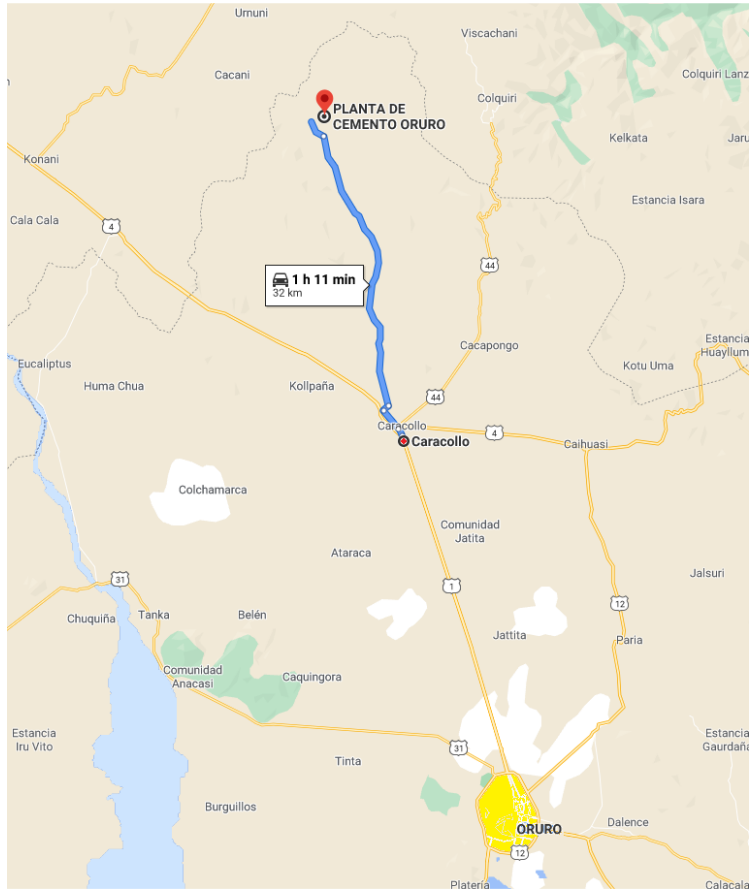 Urnuni
Viscachani
Cacani
Colquiri Lanz
Colquiri
PLANTA DE
CEMENTO ORURO
Kelkata
Jaru
Konani
Estancia Isara
Cala Cala
4
44
1 h 11 min
32 km
Cacapongo
Estancia
Huayllum
Eucaliptus
Kotu Uma
Huma Chua
Kollpaña
44
Caracollo
4
Caracollo
Caihuasi
Colchamarca
Comunidad
Jatita
Ataraca
31
1
Jalsuri
12
Chuquiña
Tanka
Belén
Jattita
Paria
Comunidad
Anacasi
Caquingora
Estancia
Iru Vito
31
Estancia
Gaurdaña
Tinta
Burguillos
ORURO
Dalence
12
Plateria
Calacala